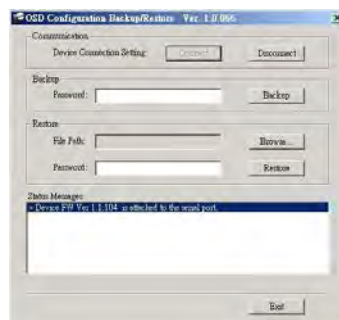 OSD Configuration Backup/Restore Ver. 1.0.066
Communication
Device Connection Setting: Connect Disconnect
Backup
Password: Backup
Restore
File Path: Browse...
Password: Restore
Status Messages
- Device FW Ver 1.1.104 is attached to the serial port.
Exit